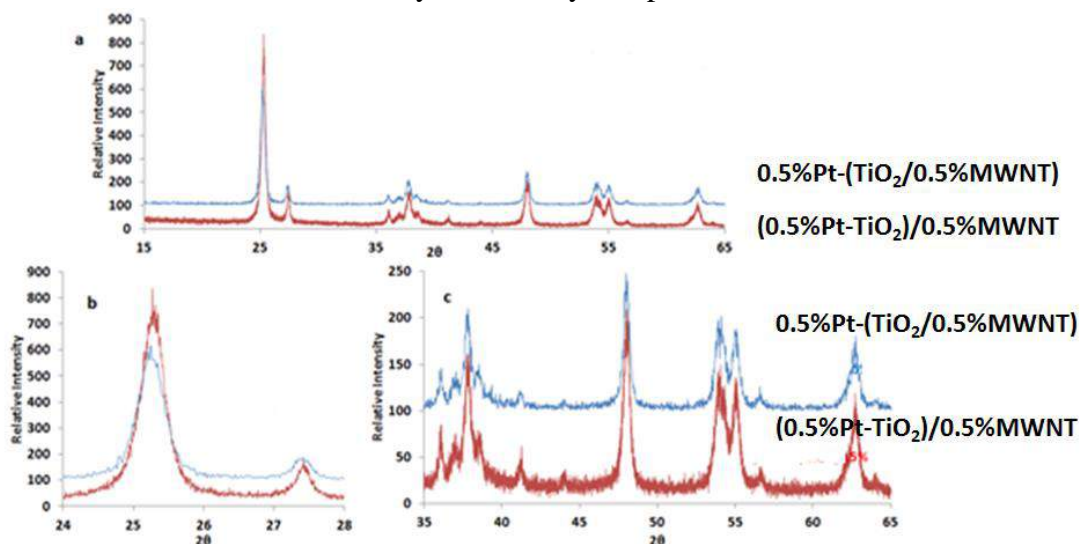 a
900
800
700
600
500
400
300
200
100
0
Relative Intensity
15 25 35 45 55 65
2θ
0.5%Pt-(TiO₂/0.5%MWNT)
(0.5%Pt-TiO₂)/0.5%MWNT
b
900
800
700
600
500
400
300
200
100
0
Relative Intensity
24 25 26 27 28
2θ
c
250
200
150
100
50
0
Relative Intensity
35 40 45 50 55 60 65
2θ
0.5%Pt-(TiO₂/0.5%MWNT)
(0.5%Pt-TiO₂)/0.5%MWNT